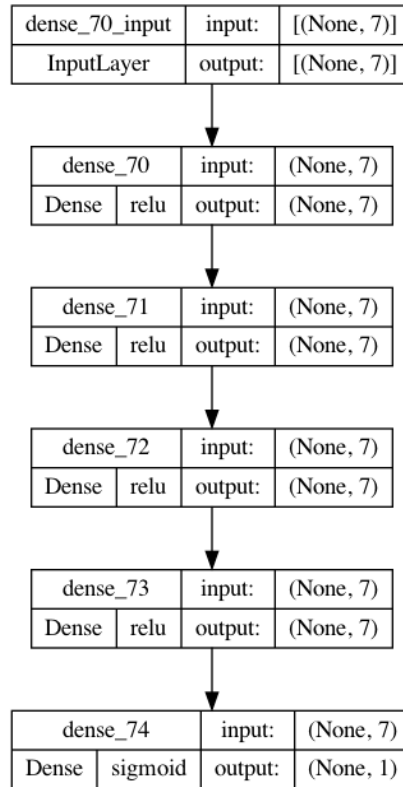 dense_70_input input: [(None, 7)]
InputLayer output: [(None, 7)]
dense_70 input: (None, 7)
Dense relu output: (None, 7)
dense_71 input: (None, 7)
Dense relu output: (None, 7)
dense_72 input: (None, 7)
Dense relu output: (None, 7)
dense_73 input: (None, 7)
Dense relu output: (None, 7)
dense_74 input: (None, 7)
Dense sigmoid output: (None, 1)